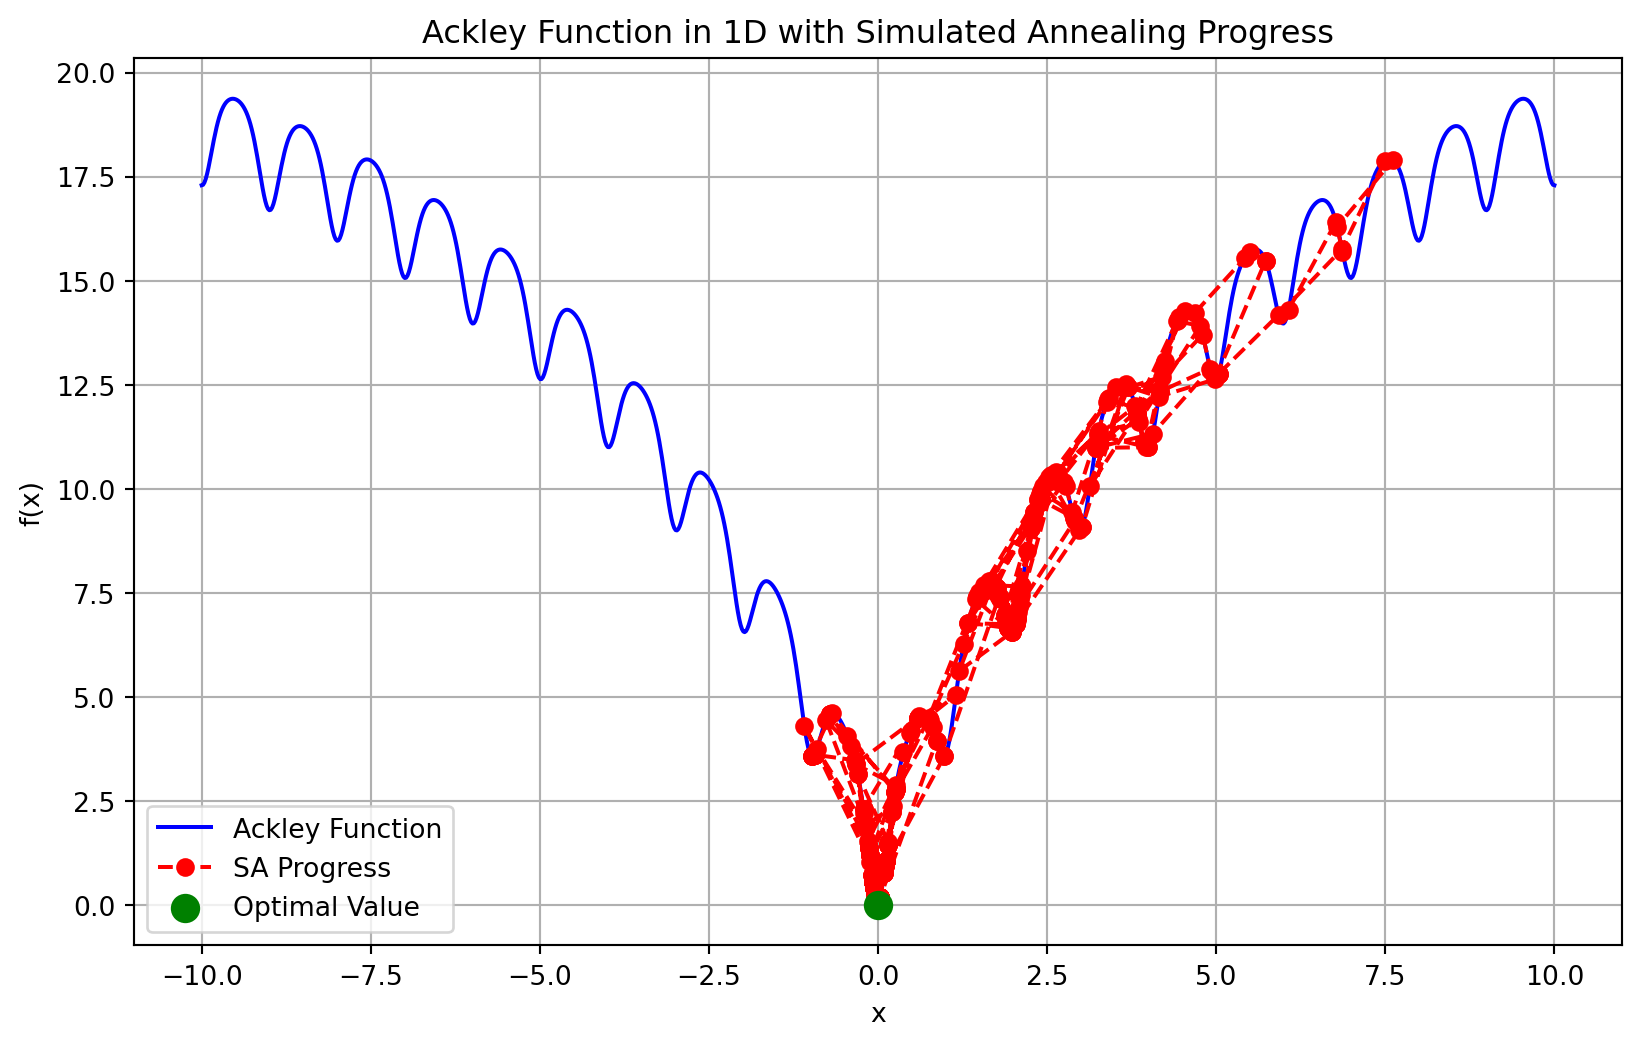 Ackley Function in 1D with Simulated Annealing Progress
20.0
17.5
15.0
12.5
10.0
7.5
5.0
2.5
0.0
f(x)
Ackley Function
SA Progress
Optimal Value
−10.0 −7.5 −5.0 −2.5 0.0 2.5 5.0 7.5 10.0
x